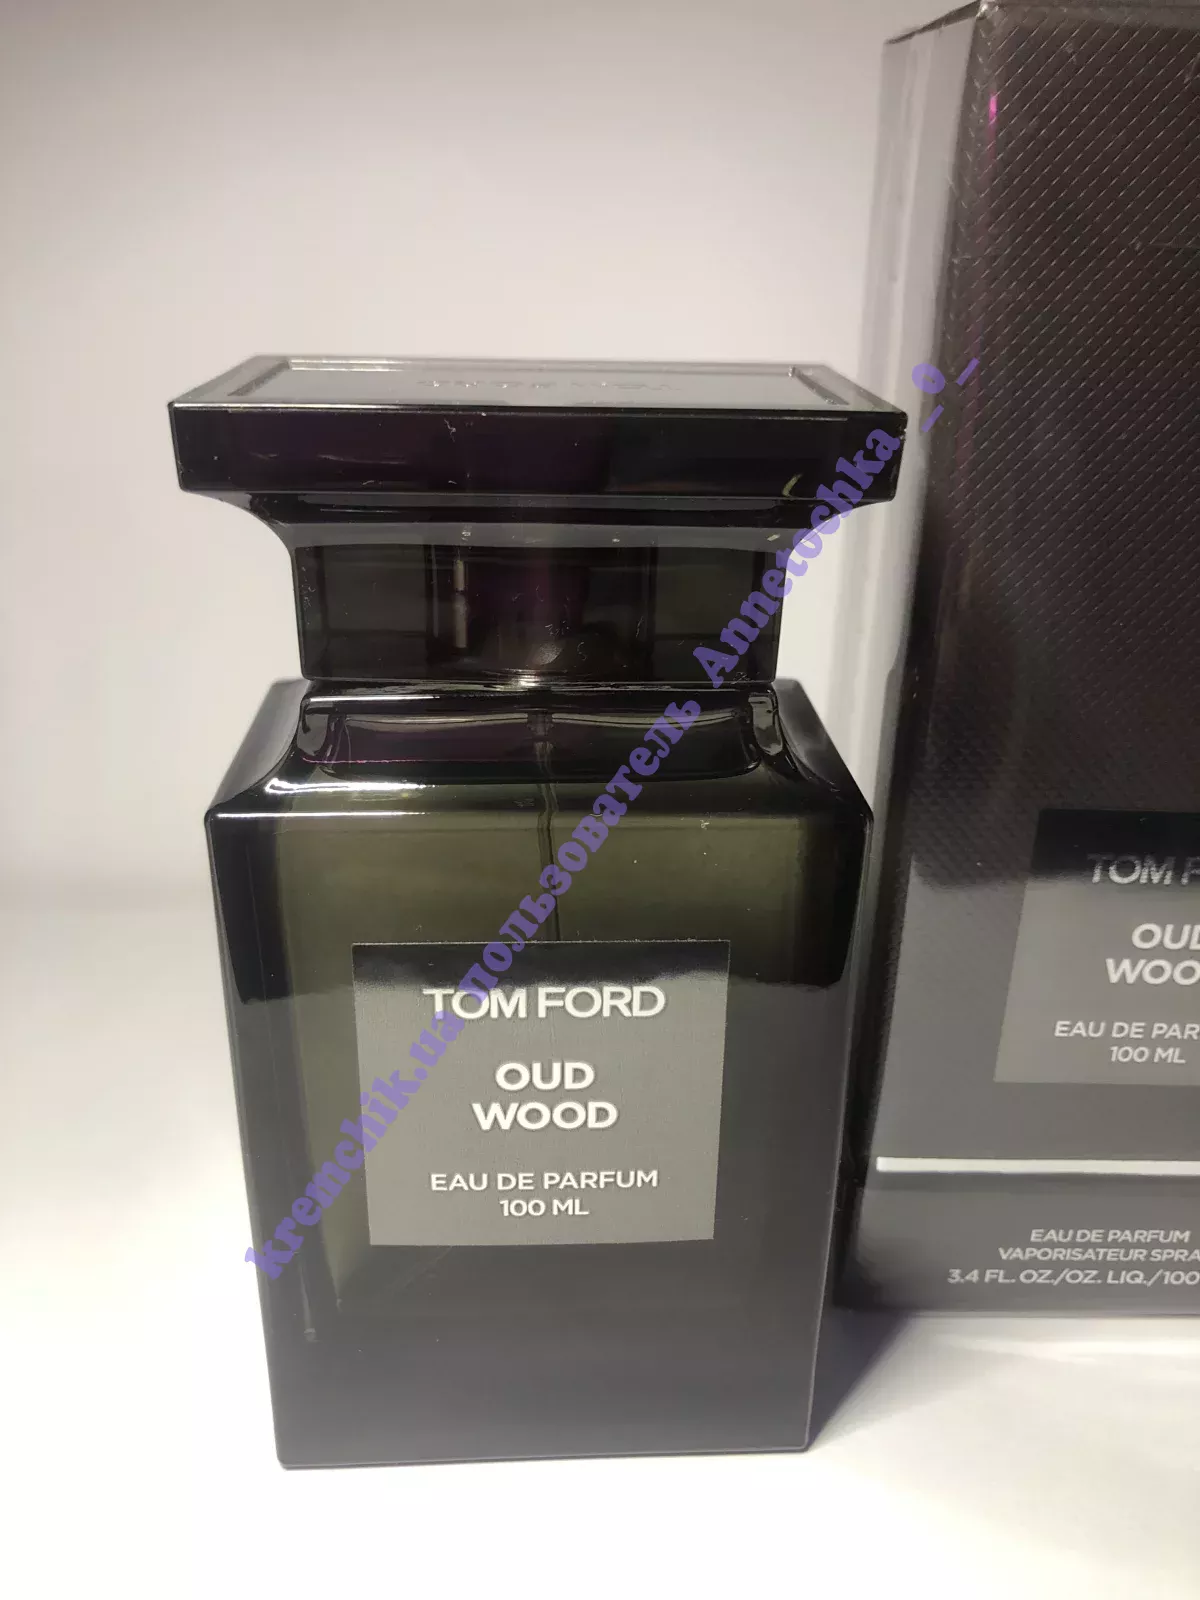 TOM FORD
OUD
WOOD
EAU DE PARFUM
100 ML
TOM F
OUD
WOO
EAU DE PAR
100 ML
EAU DE PARFUM
VAPORISATEUR SPRA
3.4 FL. OZ./OZ. LIQ./100
kremchik.ua пользователь Annetochka_o_